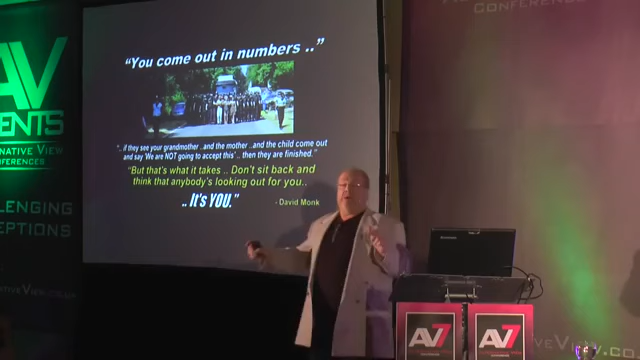 CONFERENCE
AV
NATIVE VIEW
CONFERENCES
"You come out in numbers .."
".. if they see your grandmother ..and the mother ..and the child come out
and say 'We are NOT going to accept this' .. then they are finished."
"But that's what it takes .. Don't sit back and
think that anybody's looking out for you..
.. IT'S YOU."
- David Monk
AV7
AV7